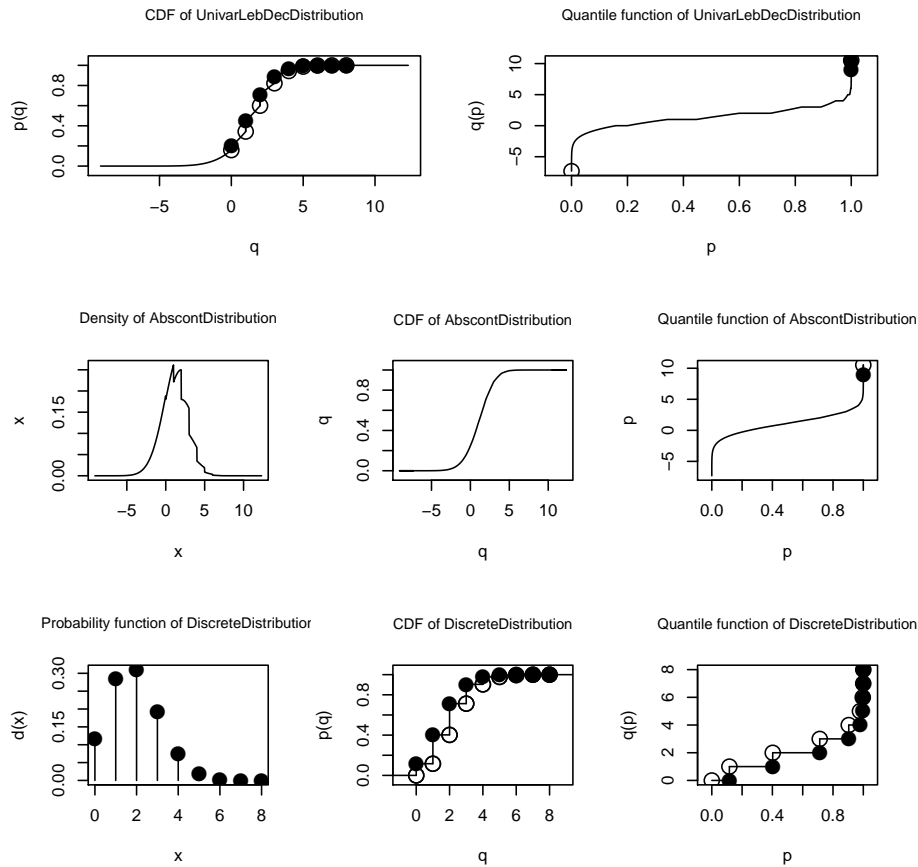 CDF of UnivarLebDecDistribution
p(q)
0.0 0.4 0.8
−5 0 5 10
q
Quantile function of UnivarLebDecDistribution
q(p)
−5 0 5 10
0.0 0.2 0.4 0.6 0.8 1.0
p
Density of AbscontDistribution
x
0.00 0.15
−5 0 5 10
x
CDF of AbscontDistribution
q
0.0 0.4 0.8
−5 0 5 10
q
Quantile function of AbscontDistribution
p
−5 0 5 10
0.0 0.4 0.8
p
Probability function of DiscreteDistribution
d(x)
0.00 0.15 0.30
0 2 4 6 8
x
CDF of DiscreteDistribution
p(q)
0.0 0.4 0.8
0 2 4 6 8
q
Quantile function of DiscreteDistribution
q(p)
0 2 4 6 8
0.0 0.4 0.8
p